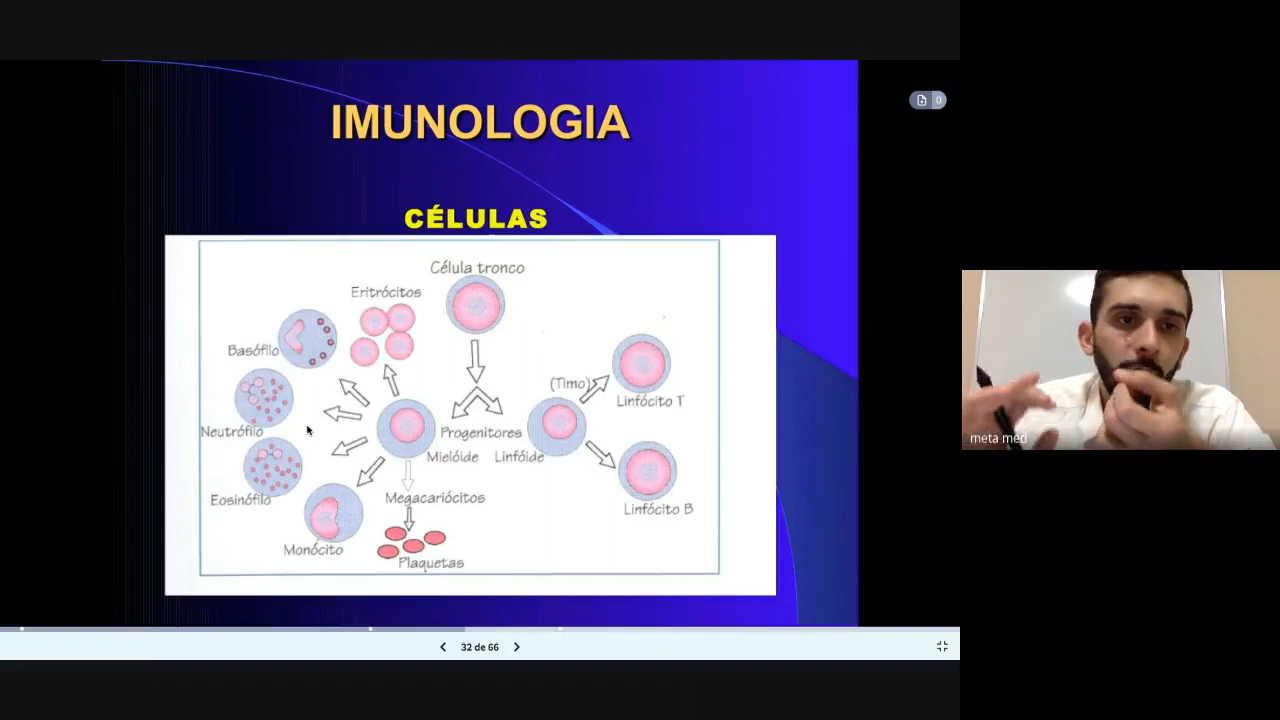 IMUNOLOGIA
0
CÉLULAS
Célula tronco
Eritrócitos
Basófilo
(Timo)
Linfócito T
Neutrófilo
Progenitores
Mielóide Linfóide
Eosinófilo
Megacariócitos
Linfócito B
Monócito
Plaquetas
meta med
32 de 66